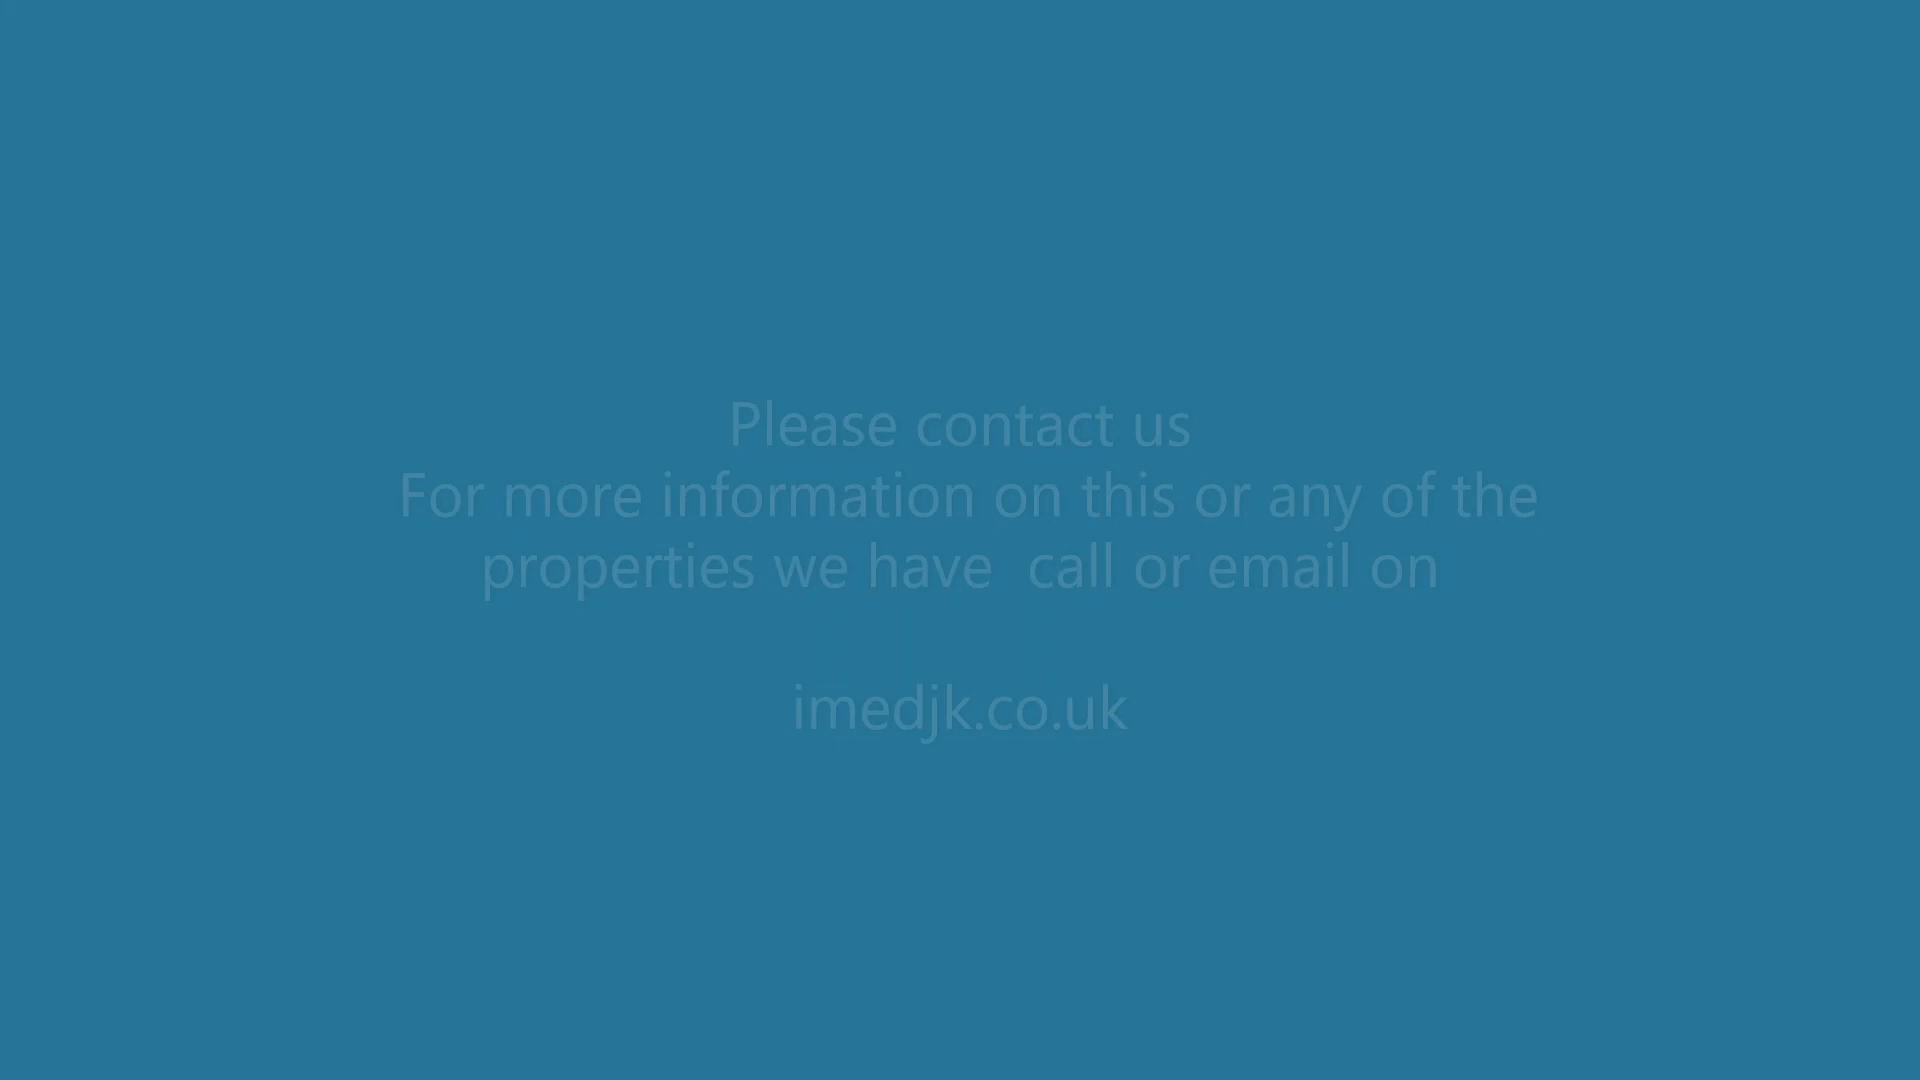 Please contact us
For more information on this or any of the
properties we have  call or email on
imedjk.co.uk